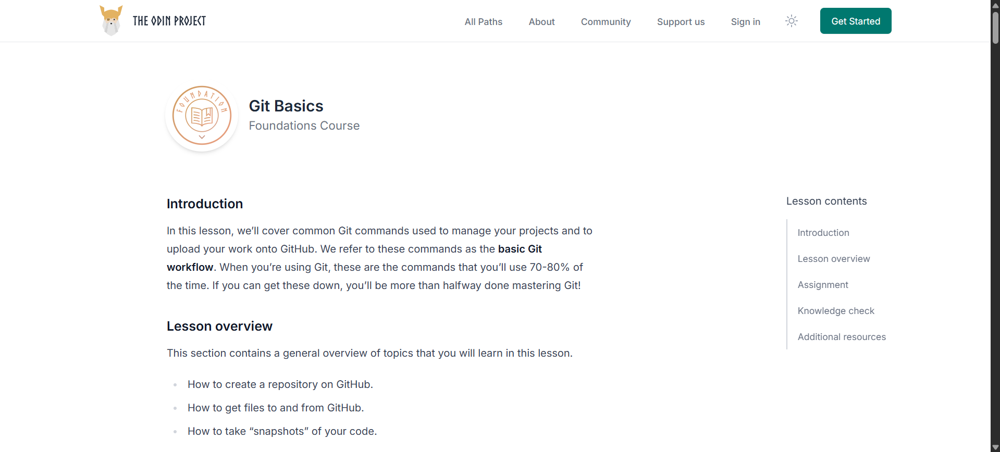 THE ODIN PROJECT
All Paths
About
Community
Support us
Sign in
Get Started
FOUNDATION
Git Basics
Foundations Course
Introduction
In this lesson, we’ll cover common Git commands used to manage your projects and to
upload your work onto GitHub. We refer to these commands as the basic Git
workflow. When you’re using Git, these are the commands that you’ll use 70-80% of
the time. If you can get these down, you’ll be more than halfway done mastering Git!
Lesson overview
This section contains a general overview of topics that you will learn in this lesson.
How to create a repository on GitHub.
How to get files to and from GitHub.
How to take “snapshots” of your code.
Lesson contents
Introduction
Lesson overview
Assignment
Knowledge check
Additional resources